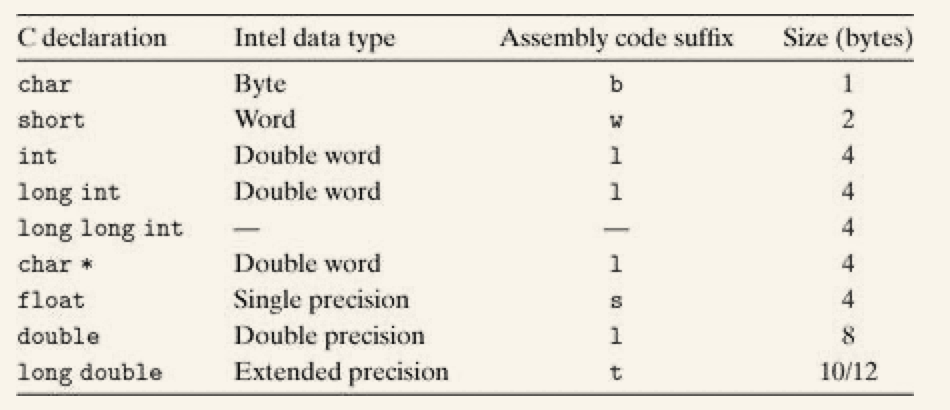 C declaration Intel data type Assembly code suffix Size (bytes)
char Byte b 1
short Word w 2
int Double word l 4
long int Double word l 4
long long int — — 4
char * Double word l 4
float Single precision s 4
double Double precision l 8
long double Extended precision t 10/12